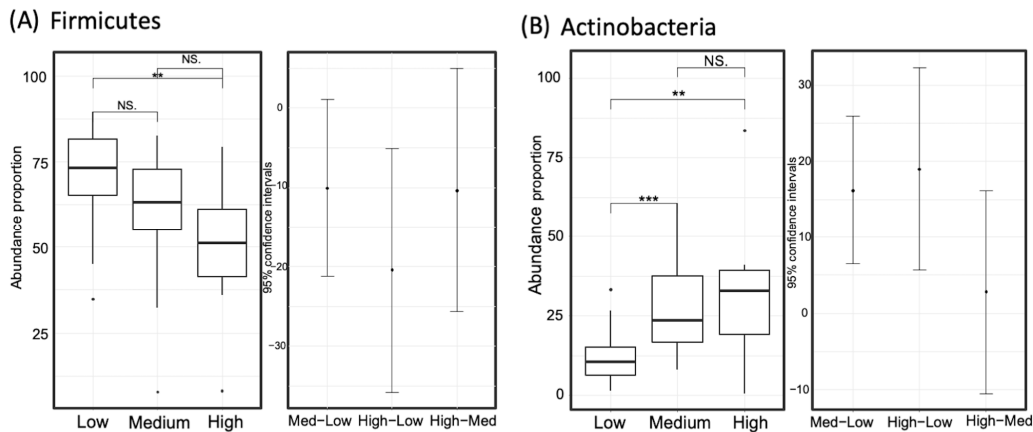 (A) Firmicutes
NS.
**
NS.
100
75
50
25
Abundance proportion
Low Medium High
0
−10
−20
−30
95% confidence intervals
Med−Low High−Low High−Med
(B) Actinobacteria
NS.
**
***
100
75
50
25
0
Abundance proportion
Low Medium High
30
20
10
0
−10
95% confidence intervals
Med−Low High−Low High−Med